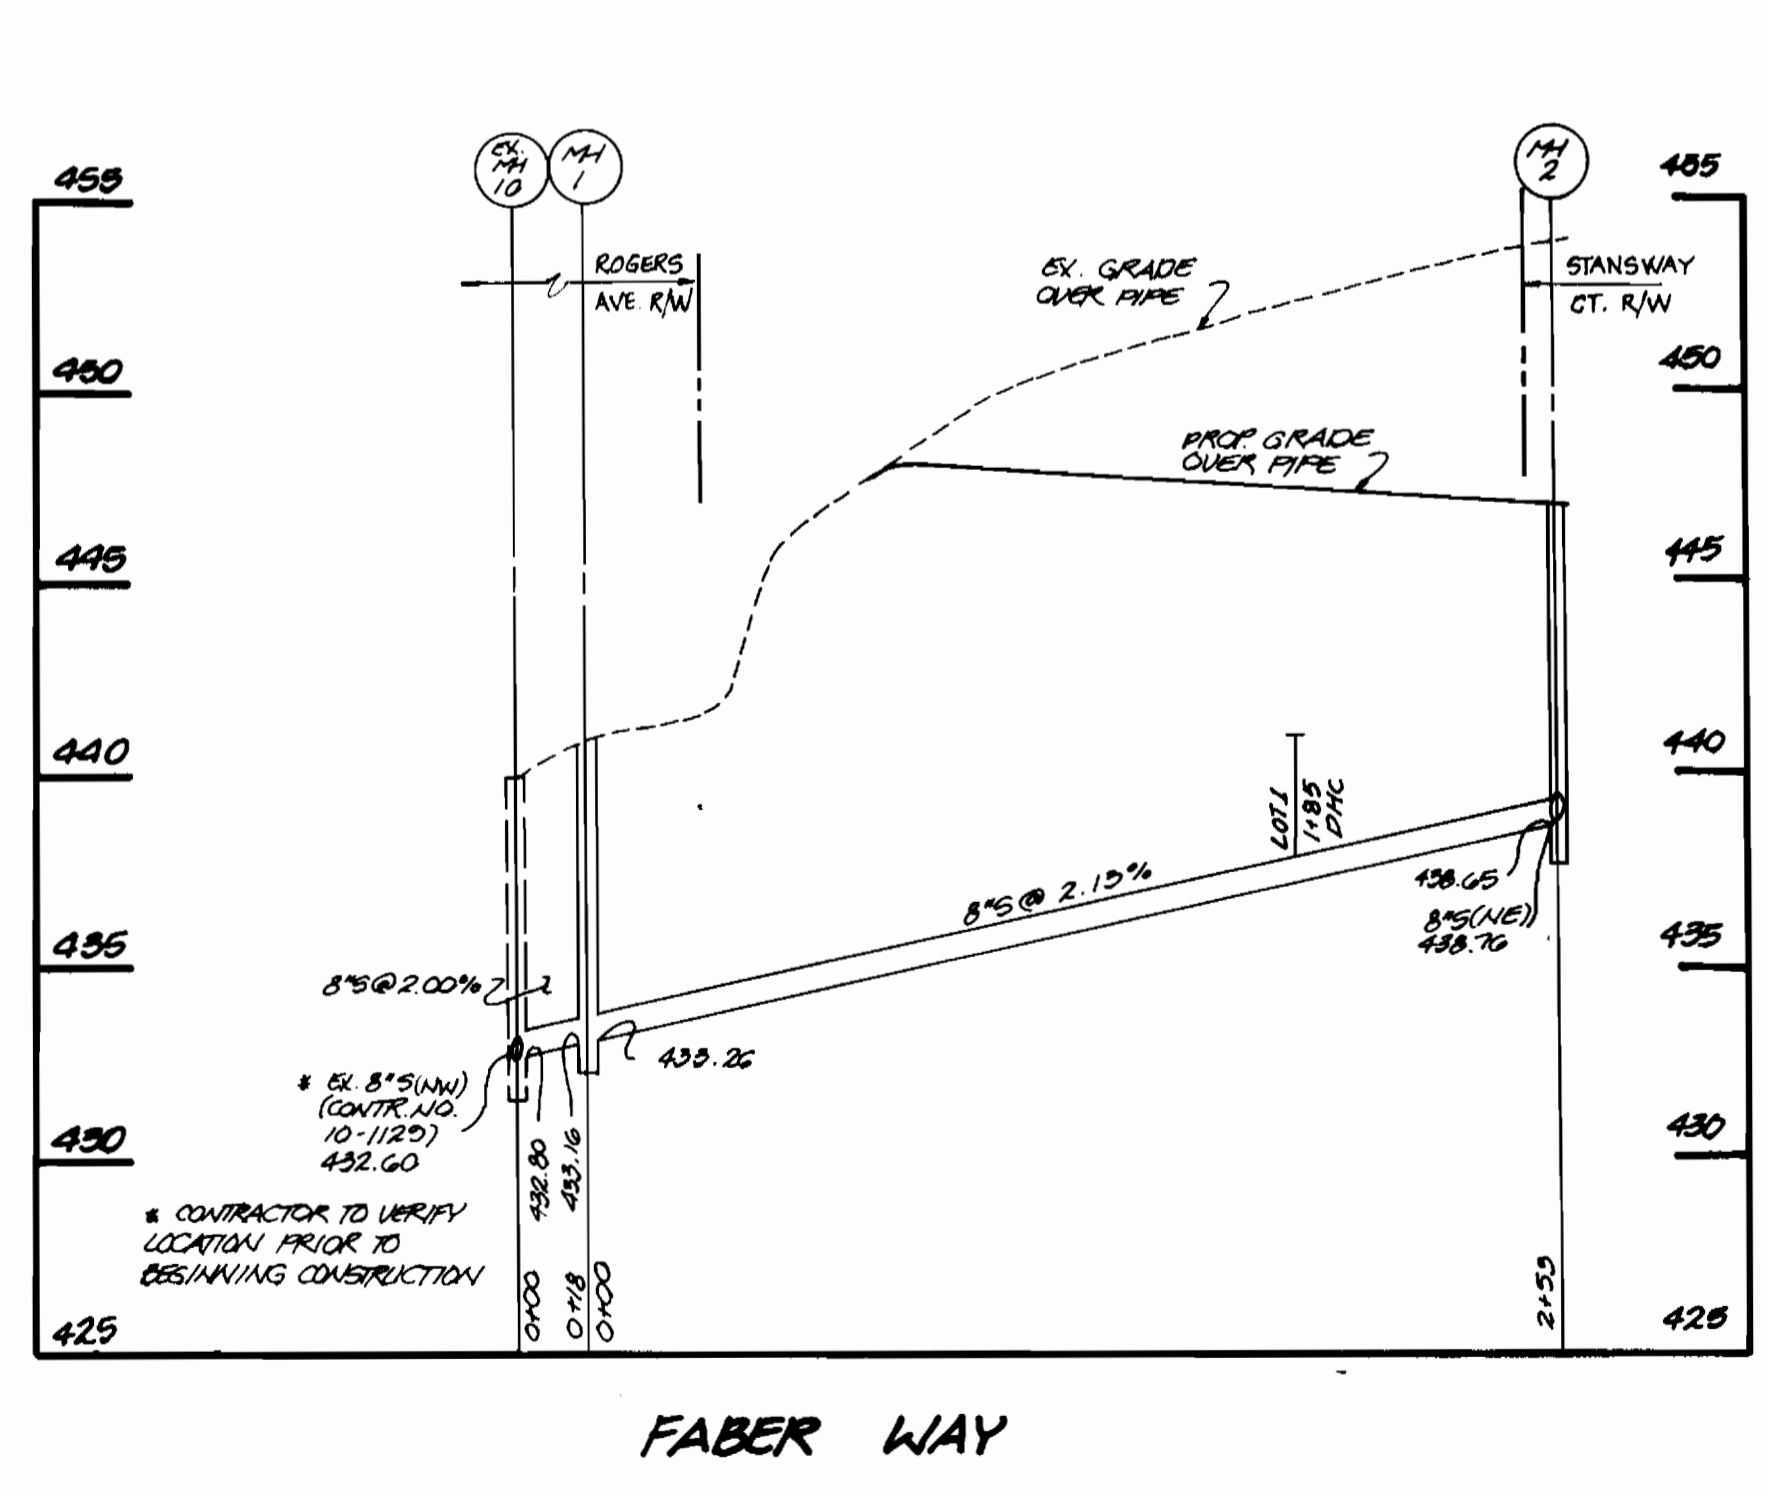 EX.
MH
10
MH
1
MH
2
455
455
ROGERS
AVE. R/W
EX. GRADE
OVER PIPE
STANSWAY
CT. R/W
450
450
PROP. GRADE
OVER PIPE
445
445
440
440
LOT 1
1+85
DHC
8"S @ 2.13%
438.65
8"S(NE)
438.76
435
435
8"S@2.00%
433.26
* EX. 8"S(NW)
(CONTR. NO.
10-1129)
432.60
430
430
432.80
433.16
* CONTRACTOR TO VERIFY
LOCATION PRIOR TO
BEGINNING CONSTRUCTION
0+00
0+18
0+00
2+53
425
425
FABER WAY